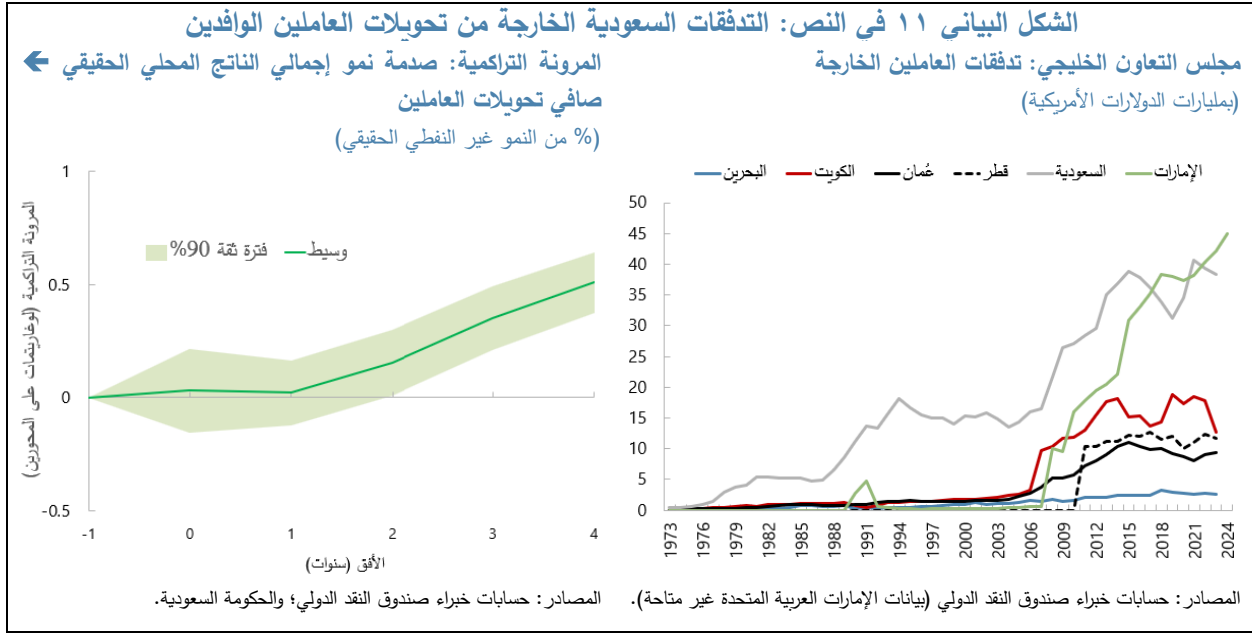 الشكل البياني ١١ في النص: التدفقات السعودية الخارجة من تحويلات العاملين الوافدين
مجلس التعاون الخليجي: تدفقات العاملين الخارجة
(بمليارات الدولارات الأمريكية)
الإمارات السعودية قطر عُمان الكويت البحرين
50
45
40
35
30
25
20
15
10
5
0
1973 1976 1979 1982 1985 1988 1991 1994 1997 2000 2003 2006 2009 2012 2015 2018 2021 2024
المصادر: حسابات خبراء صندوق النقد الدولي (بيانات الإمارات العربية المتحدة غير متاحة).
المرونة التراكمية: صدمة نمو إجمالي الناتج المحلي الحقيقي ←
صافي تحويلات العاملين
(% من النمو غير النفطي الحقيقي)
المرونة التراكمية (لوغاريتمات على المحورين)
1
0.5
0
-0.5
وسيط فترة ثقة 90%
-1 0 1 2 3 4
الأفق (سنوات)
المصادر: حسابات خبراء صندوق النقد الدولي؛ والحكومة السعودية.